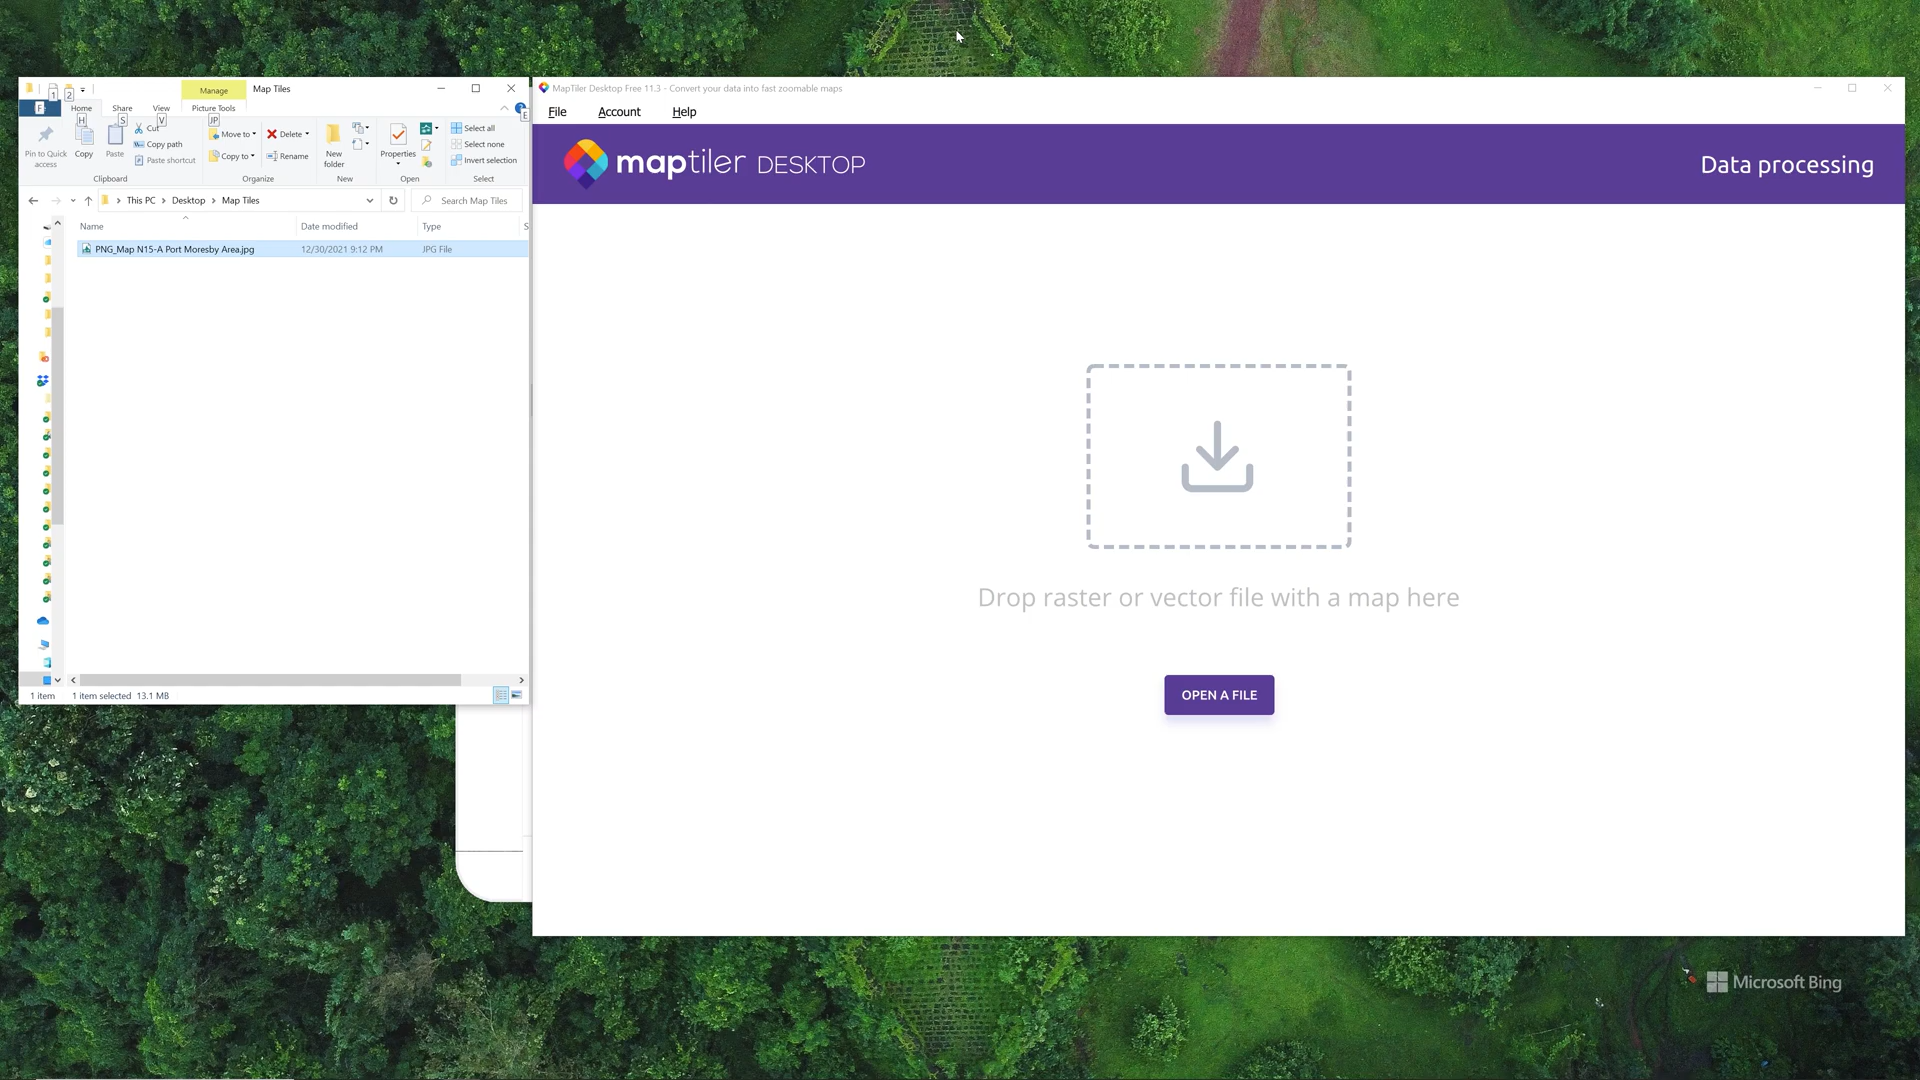 1 2
Manage
Map Tiles
F
Home
Share
View
Picture Tools
H
S
V
JP
E
Pin to Quick
access
Copy
Paste
Cut
Copy path
Paste shortcut
Clipboard
Move to
Copy to
Delete
Rename
Organize
New
folder
New
Properties
Open
Select all
Select none
Invert selection
Select
This PC > Desktop > Map Tiles
Search Map Tiles
Name
Date modified
Type
S
PNG_Map N15-A Port Moresby Area.jpg
12/30/2021 9:12 PM
JPG File
1 item
1 item selected 13.1 MB
MapTiler Desktop Free 11.3 - Convert your data into fast zoomable maps
File
Account
Help
maptiler DESKTOP
Data processing
Drop raster or vector file with a map here
OPEN A FILE
Microsoft Bing